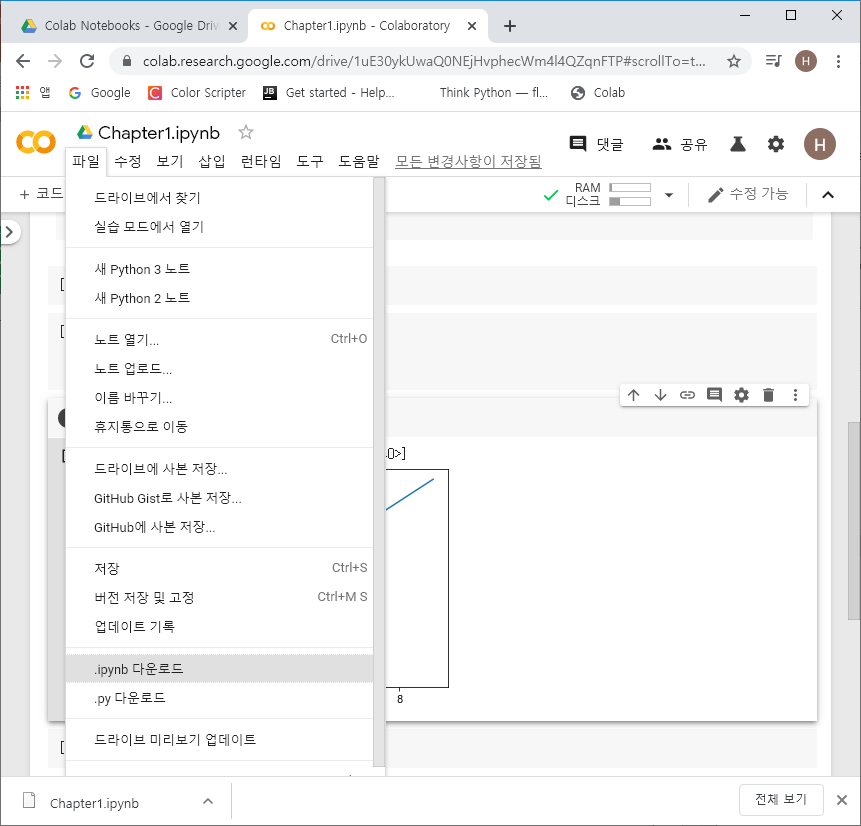 Colab Notebooks - Google Dri
Chapter1.ipynb - Colaboratory
colab.research.google.com/drive/1uE30ykUwaQ0NEjHvphecWm4l4QZqnFTP#scrollTo=t...
H
앱
Google
Color Scripter
Get started - Help...
Think Python — fl...
Colab
Chapter1.ipynb
댓글
공유
H
파일 수정 보기 삽입 런타임 도구 도움말 모든 변경사항이 저장됨
+ 코드
RAM
디스크
수정 가능
드라이브에서 찾기
실습 모드에서 열기
새 Python 3 노트
새 Python 2 노트
노트 열기... Ctrl+O
노트 업로드...
이름 바꾸기...
휴지통으로 이동
드라이브에 사본 저장...
GitHub Gist로 사본 저장...
GitHub에 사본 저장...
저장 Ctrl+S
버전 저장 및 고정 Ctrl+M S
업데이트 기록
.ipynb 다운로드
.py 다운로드
드라이브 미리보기 업데이트
[
[
[
0>]
8
[
Chapter1.ipynb
전체 보기